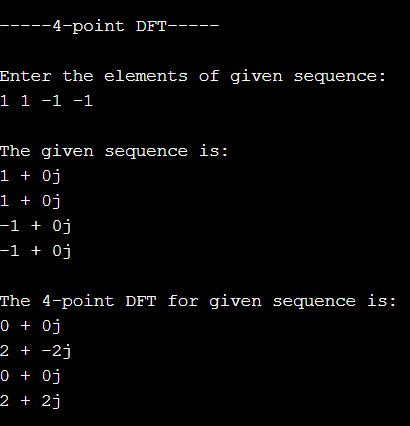 -----4-point DFT-----
Enter the elements of given sequence:
1 1 -1 -1
The given sequence is:
1 + 0j
1 + 0j
-1 + 0j
-1 + 0j
The 4-point DFT for given sequence is:
0 + 0j
2 + -2j
0 + 0j
2 + 2j